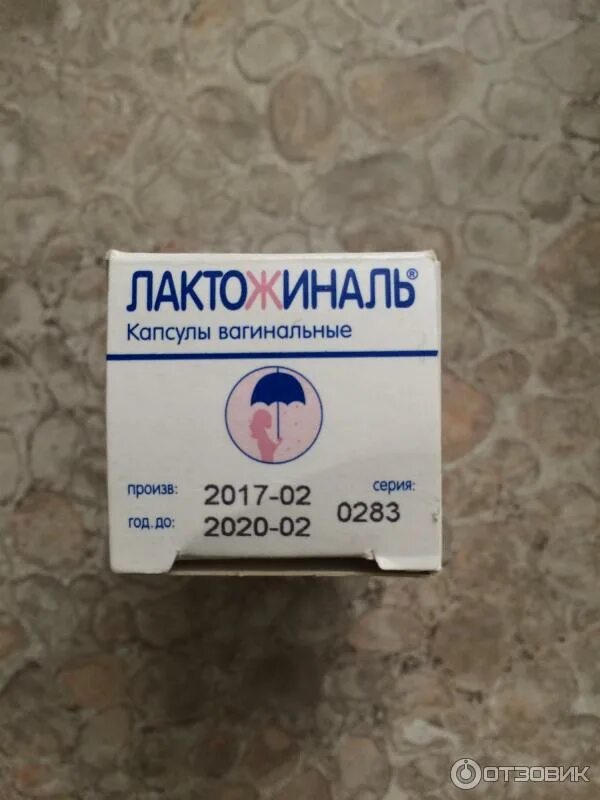 ЛАКТОЖИНАЛЬ®
Капсулы вагинальные
произв: 2017-02
серия: 0283
год.до: 2020-02
ОТЗОВИК